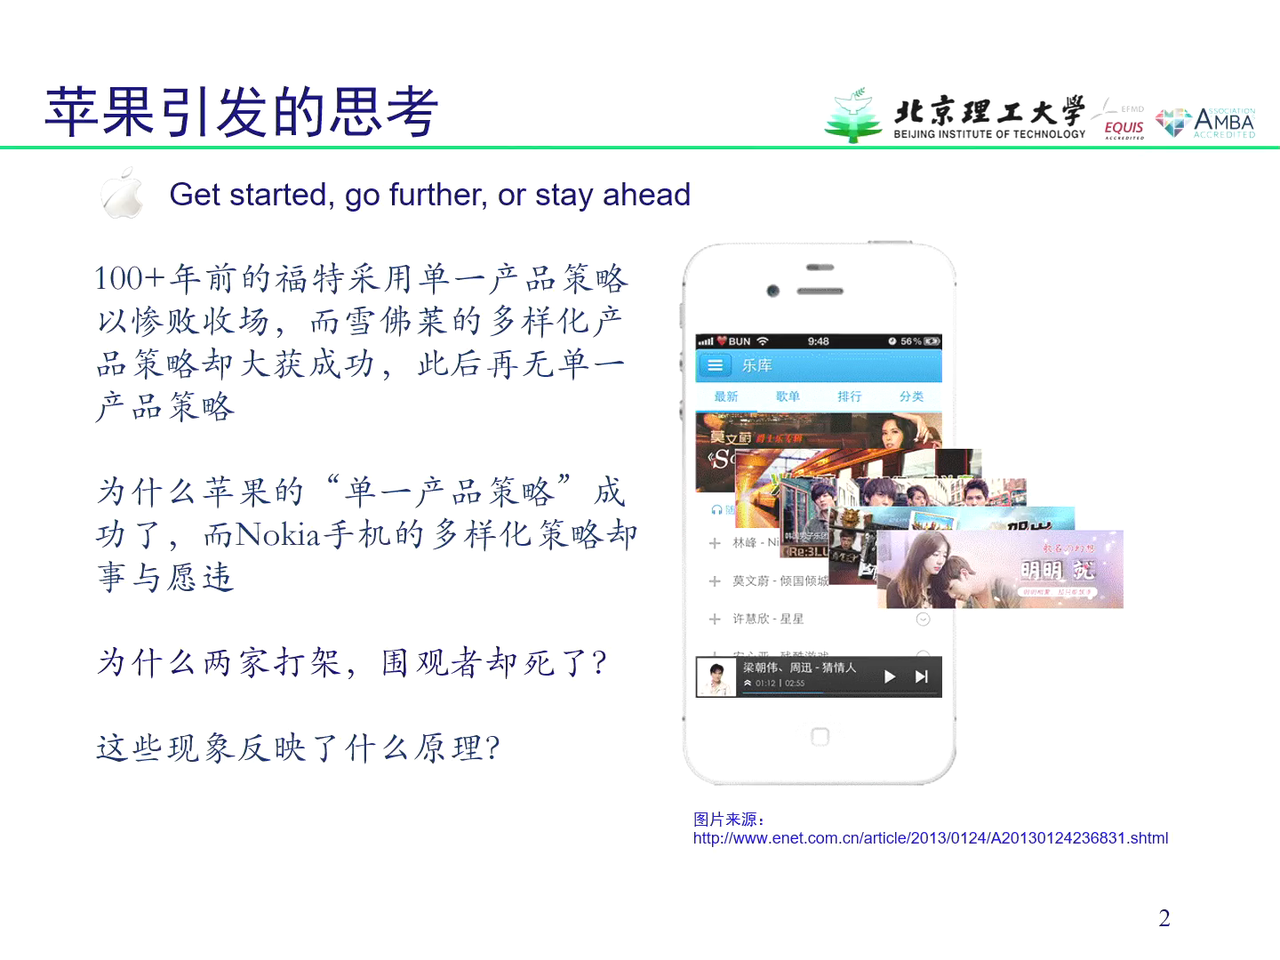 苹果引发的思考
北京理工大学
BEIJING INSTITUTE OF TECHNOLOGY
EFMD
EQUIS
ACCREDITED
ASSOCIATION
AMBA
ACCREDITED
Get started, go further, or stay ahead
100+年前的福特采用单一产品策略
以惨败收场，而雪佛莱的多样化产
品策略却大获成功，此后再无单一
产品策略
为什么苹果的“单一产品策略”成
功了，而Nokia手机的多样化策略却
事与愿违
为什么两家打架，围观者却死了?
这些现象反映了什么原理?
BUN 9:48 56%
乐库
最新 歌单 排行 分类
莫文蔚 爵士乐专辑
《So
林峰 - Ni
Re:3.LU
莫文蔚 - 倾国倾城
明明 就
许慧欣 - 星星
梁朝伟、周迅 - 猜情人
01:12 | 02:55
图片来源：
http://www.enet.com.cn/article/2013/0124/A20130124236831.shtml
2